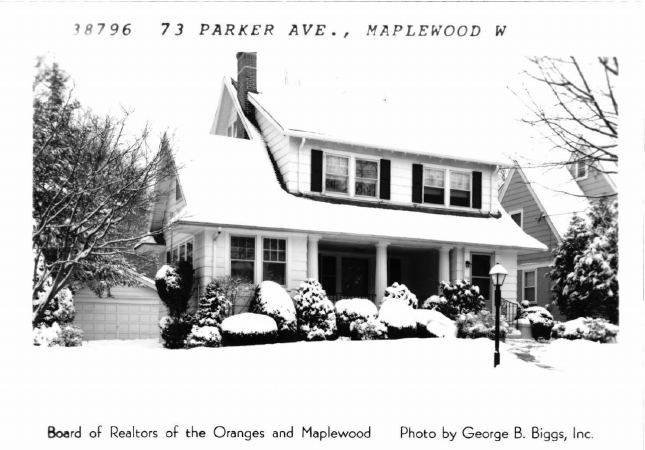 38796 73 PARKER AVE., MAPLEWOOD W
Board of Realtors of the Oranges and Maplewood Photo by George B. Biggs, Inc.